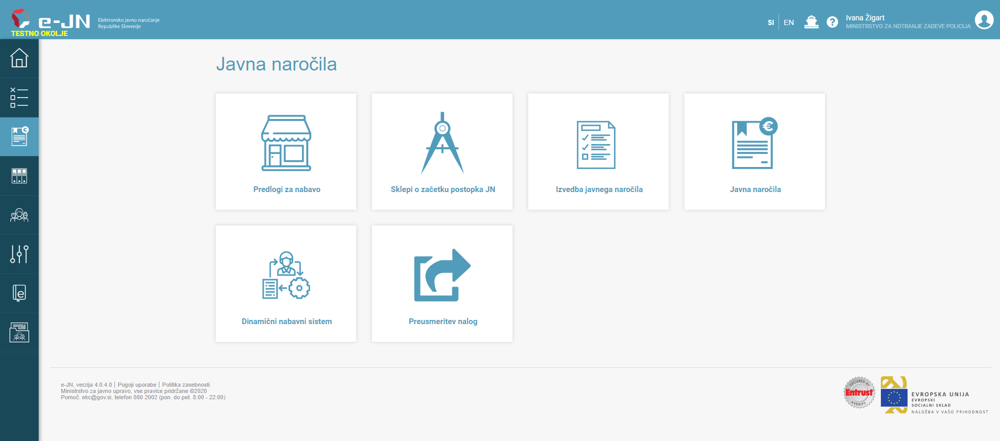 e-JN
Elektronsko javno naročanje
Republike Slovenije
TESTNO OKOLJE
SI EN
Ivana Žigart
MINISTRSTVO ZA NOTRANJE ZADEVE POLICIJA
Javna naročila
Predlogi za nabavo
Sklepi o začetku postopka JN
Izvedba javnega naročila
Javna naročila
Dinamični nabavni sistem
Preusmeritev nalog
e-JN, verzija 4.0.4.0 | Pogoji uporabe | Politika zasebnosti
Ministrstvo za javno upravo, vse pravice pridržane ©2020
Pomoč: ekc@gov.si, telefon 080 2002 (pon. do pet. 8:00 - 22:00)
SECURED BY
Entrust
VERIFY
EVROPSKA UNIJA
EVROPSKI
SOCIALNI SKLAD
NALOŽBA V VAŠO PRIHODNOST